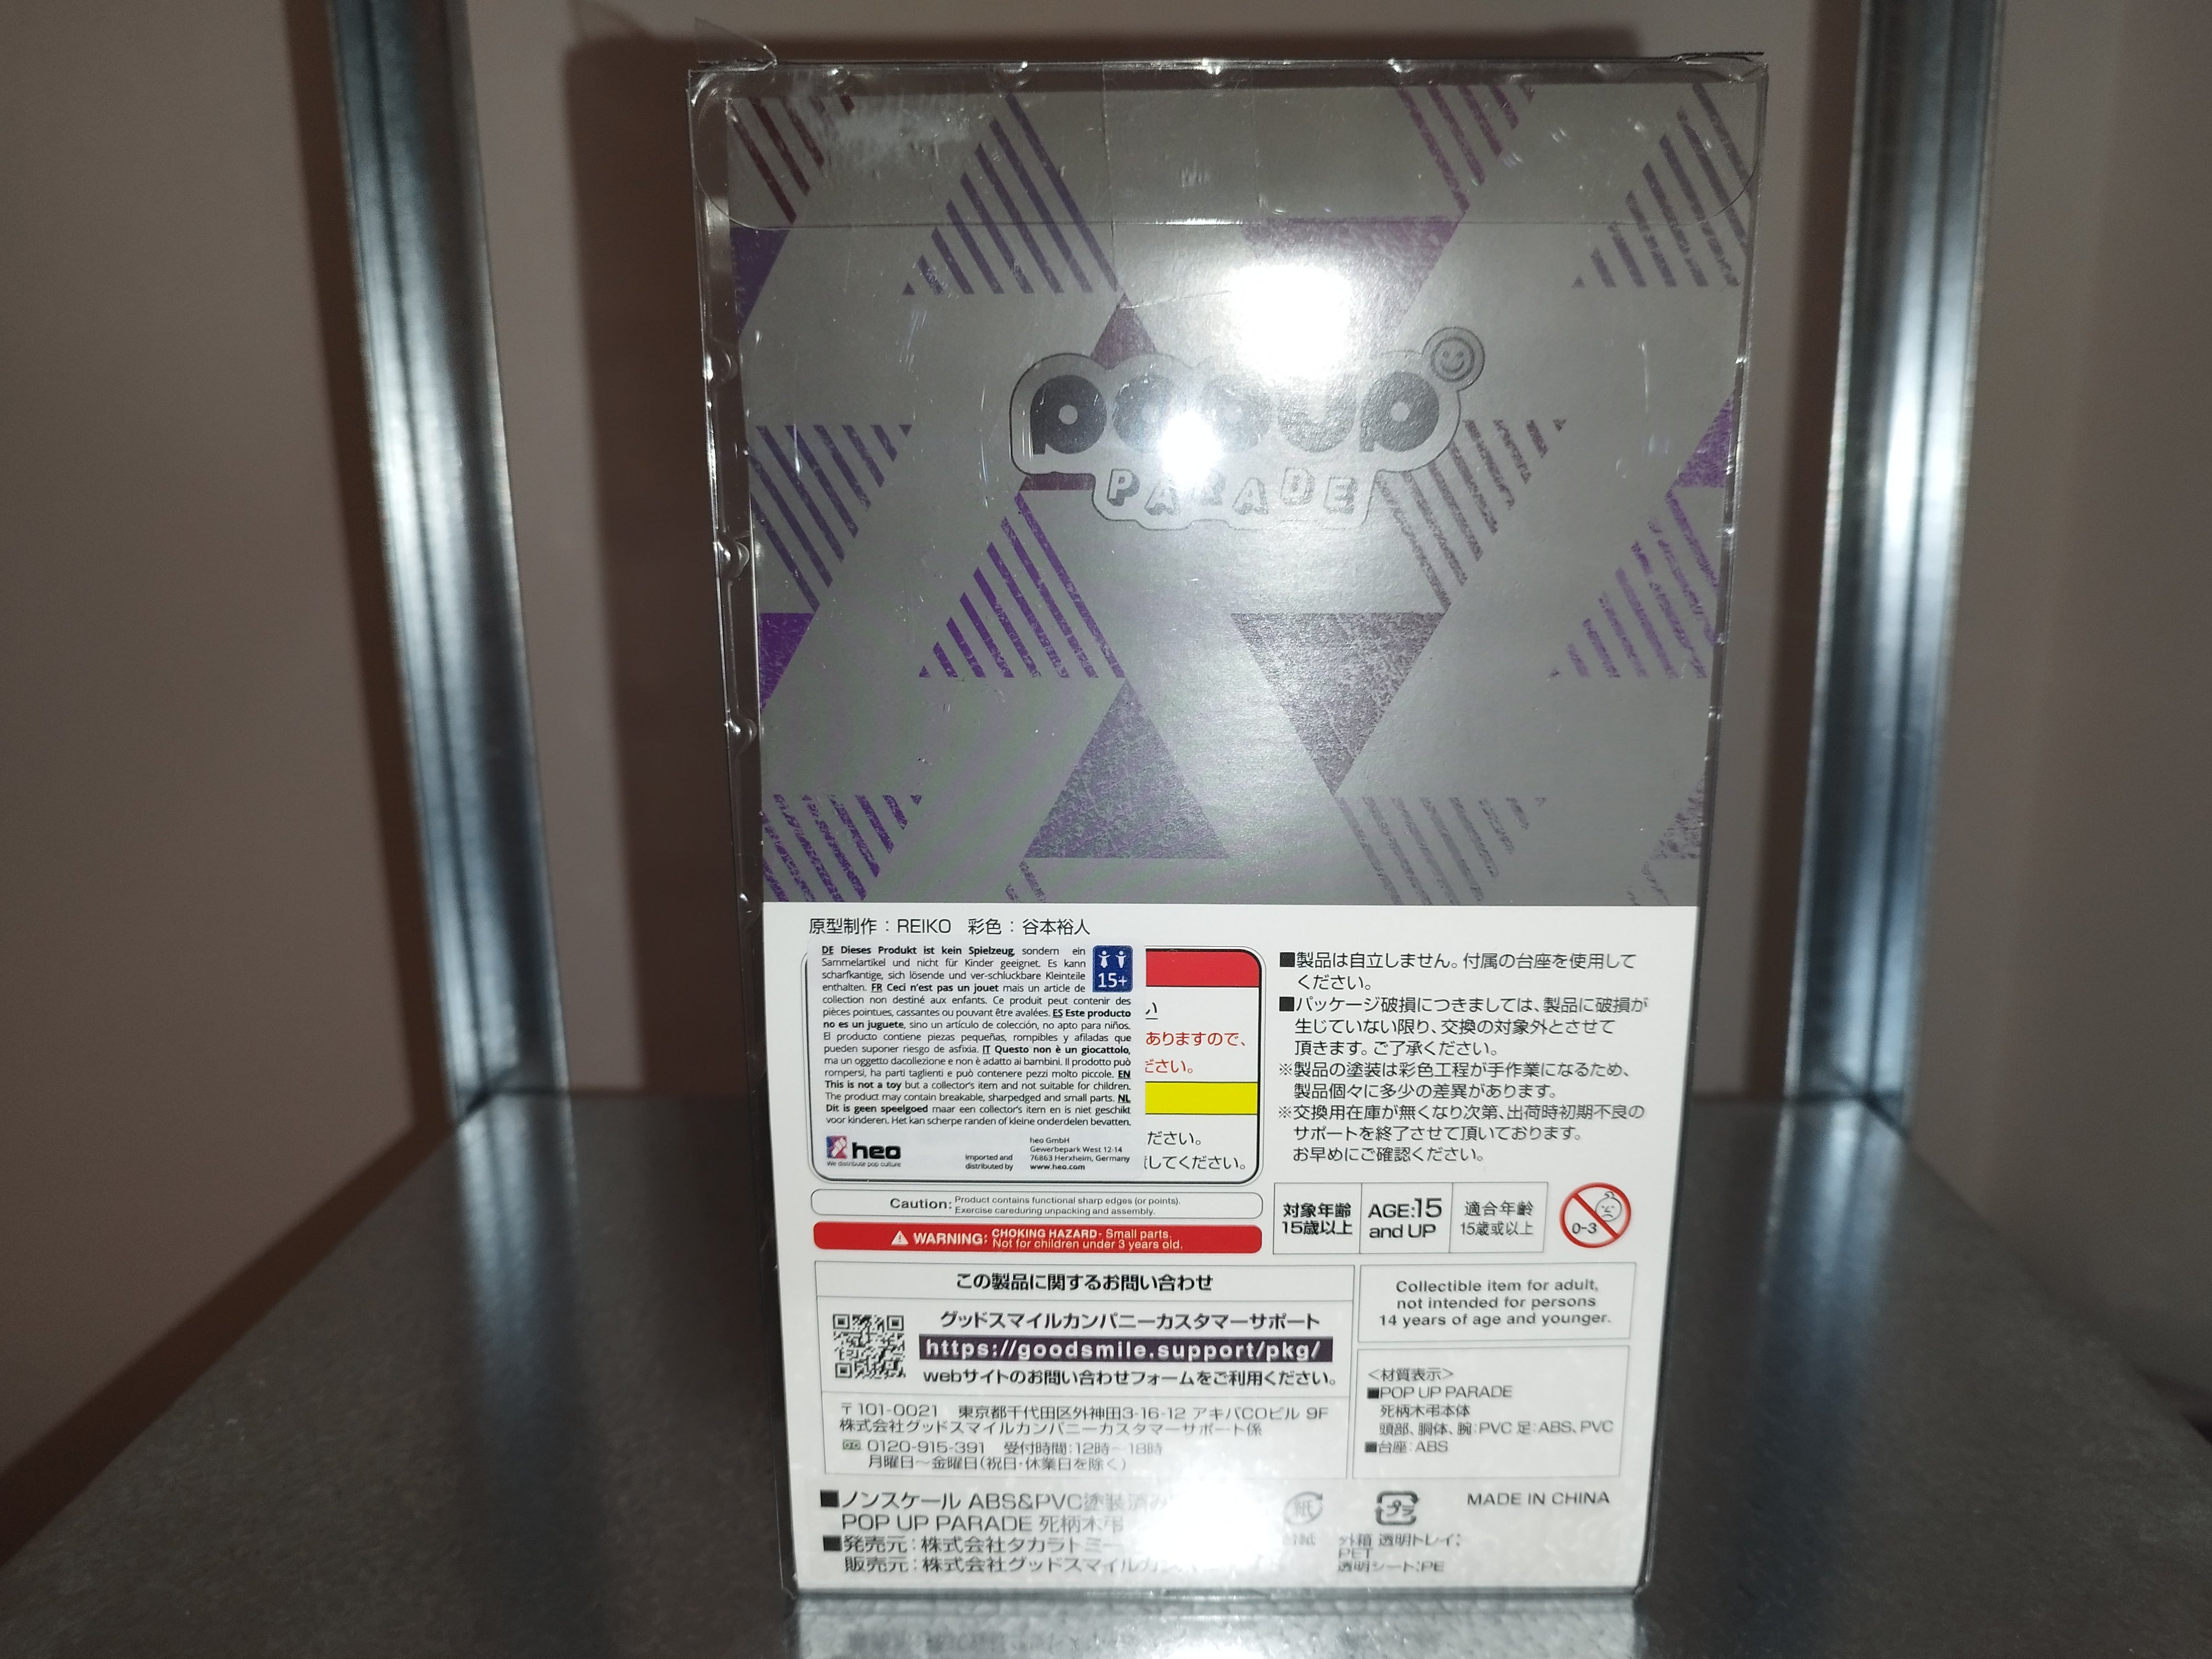 POPUP
PARADE
原型制作：REIKO　彩色：谷本裕人
DE Dieses Produkt ist kein Spielzeug, sondern ein
Sammelartikel und nicht für Kinder geeignet. Es kann
scharfkantige, sich lösende und ver-schluckbare Kleinteile
enthalten. FR Ceci n'est pas un jouet mais un article de
collection non destiné aux enfants. Ce produit peut contenir des
pièces pointues, cassantes ou pouvant être avalées. ES Este producto
no es un juguete, sino un artículo de colección, no apto para niños.
El producto contiene piezas pequeñas, rompibles y afiladas que
pueden suponer riesgo de asfixia. IT Questo non è un giocattolo,
ma un oggetto dacollezione e non è adatto ai bambini. Il prodotto può
rompersi, ha parti taglienti e può contenere pezzi molto piccole. EN
This is not a toy but a collector's item and not suitable for children.
The product may contain breakable, sharpedged and small parts. NL
Dit is geen speelgoed maar een collector's item en is niet geschikt
voor kinderen. Het kan scherpe randen of kleine onderdelen bevatten.
15+
heo
We distribute pop culture
Imported and
distributed by
heo GmbH
Gewerbepark West 12-14
76863 Herxheim, Germany
www.heo.com
い
ありますので、
ださい。
ださい。
してください。
■製品は自立しません。付属の台座を使用して
ください。
■パッケージ破損につきましては、製品に破損が
生じていない限り、交換の対象外とさせて
頂きます。ご了承ください。
※製品の塗装は彩色工程が手作業になるため、
製品個々に多少の差異があります。
※交換用在庫が無くなり次第、出荷時初期不良の
サポートを終了させて頂いております。
お早めにご確認ください。
Caution: Product contains functional sharp edges (or points).
Exercise careduring unpacking and assembly.
WARNING: CHOKING HAZARD- Small parts.
Not for children under 3 years old.
対象年齢
15歳以上
AGE:15
and UP
適合年齢
15歳或以上
0-3
この製品に関するお問い合わせ
グッドスマイルカンパニーカスタマーサポート
https://goodsmile.support/pkg/
webサイトのお問い合わせフォームをご利用ください。
〒101-0021　東京都千代田区外神田3-16-12 アキバCOビル 9F
株式会社グッドスマイルカンパニーカスタマーサポート係
0120-915-391　受付時間：12時～18時
月曜日～金曜日（祝日・休業日を除く）
Collectible item for adult,
not intended for persons
14 years of age and younger.
＜材質表示＞
■POP UP PARADE
死柄木弔本体
頭部、胴体、腕：PVC 足：ABS、PVC
■台座：ABS
■ノンスケール ABS&PVC塗装済み
POP UP PARADE 死柄木弔
■発売元：株式会社タカラトミー
販売元：株式会社グッドスマイルカ
紙
プラ
外箱 透明トレイ：
PET
透明シート：PE
MADE IN CHINA